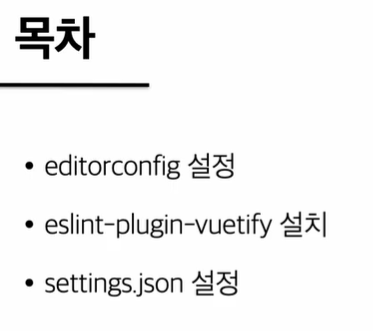 목차
• editorconfig 설정
• eslint-plugin-vuetify 설치
• settings.json 설정